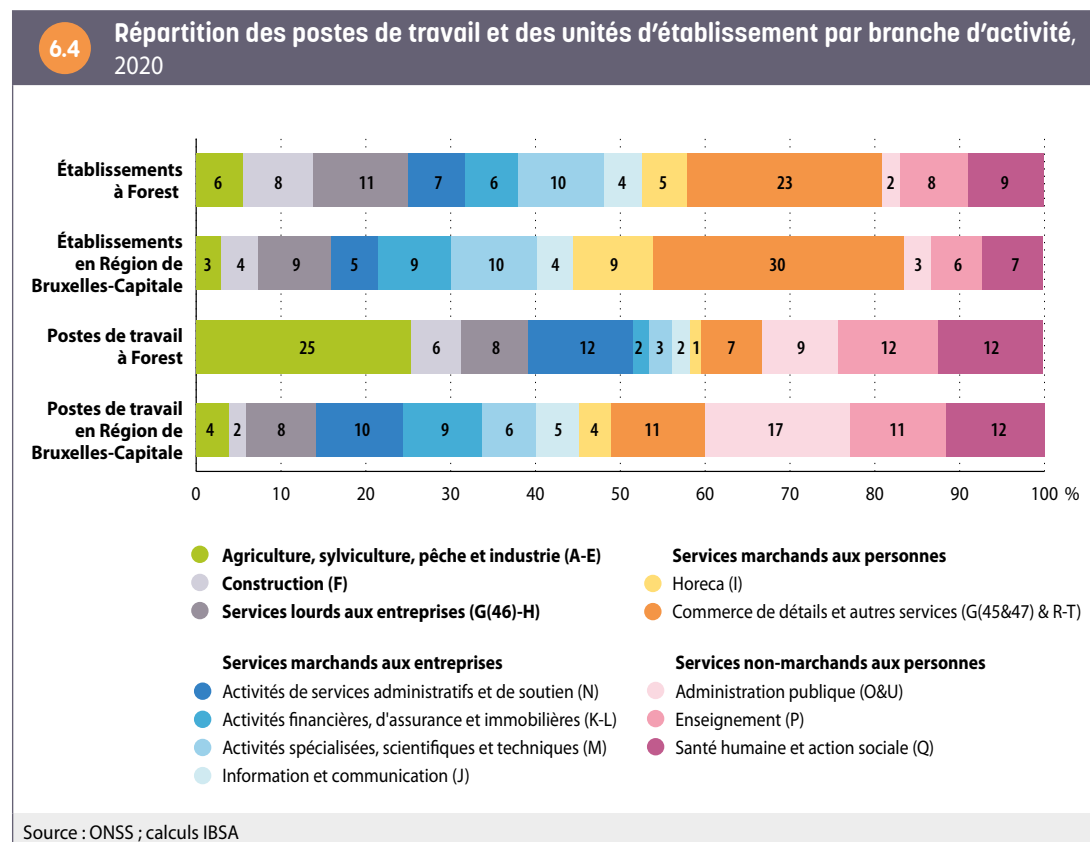 6.4
Répartition des postes de travail et des unités d'établissement par branche d'activité,
2020
Établissements
à Forest
6 8 11 7 6 10 4 5 23 2 8 9
Établissements
en Région de
Bruxelles-Capitale
3 4 9 5 9 10 4 9 30 3 6 7
Postes de travail
à Forest
25 6 8 12 2 3 2 1 7 9 12 12
Postes de travail
en Région de
Bruxelles-Capitale
4 2 8 10 9 6 5 4 11 17 11 12
0 10 20 30 40 50 60 70 80 90 100 %
Agriculture, sylviculture, pêche et industrie (A-E)
Construction (F)
Services lourds aux entreprises (G(46)-H)
Services marchands aux entreprises
Activités de services administratifs et de soutien (N)
Activités financières, d'assurance et immobilières (K-L)
Activités spécialisées, scientifiques et techniques (M)
Information et communication (J)
Services marchands aux personnes
Horeca (I)
Commerce de détails et autres services (G(45&47) & R-T)
Services non-marchands aux personnes
Administration publique (O&U)
Enseignement (P)
Santé humaine et action sociale (Q)
Source : ONSS ; calculs IBSA